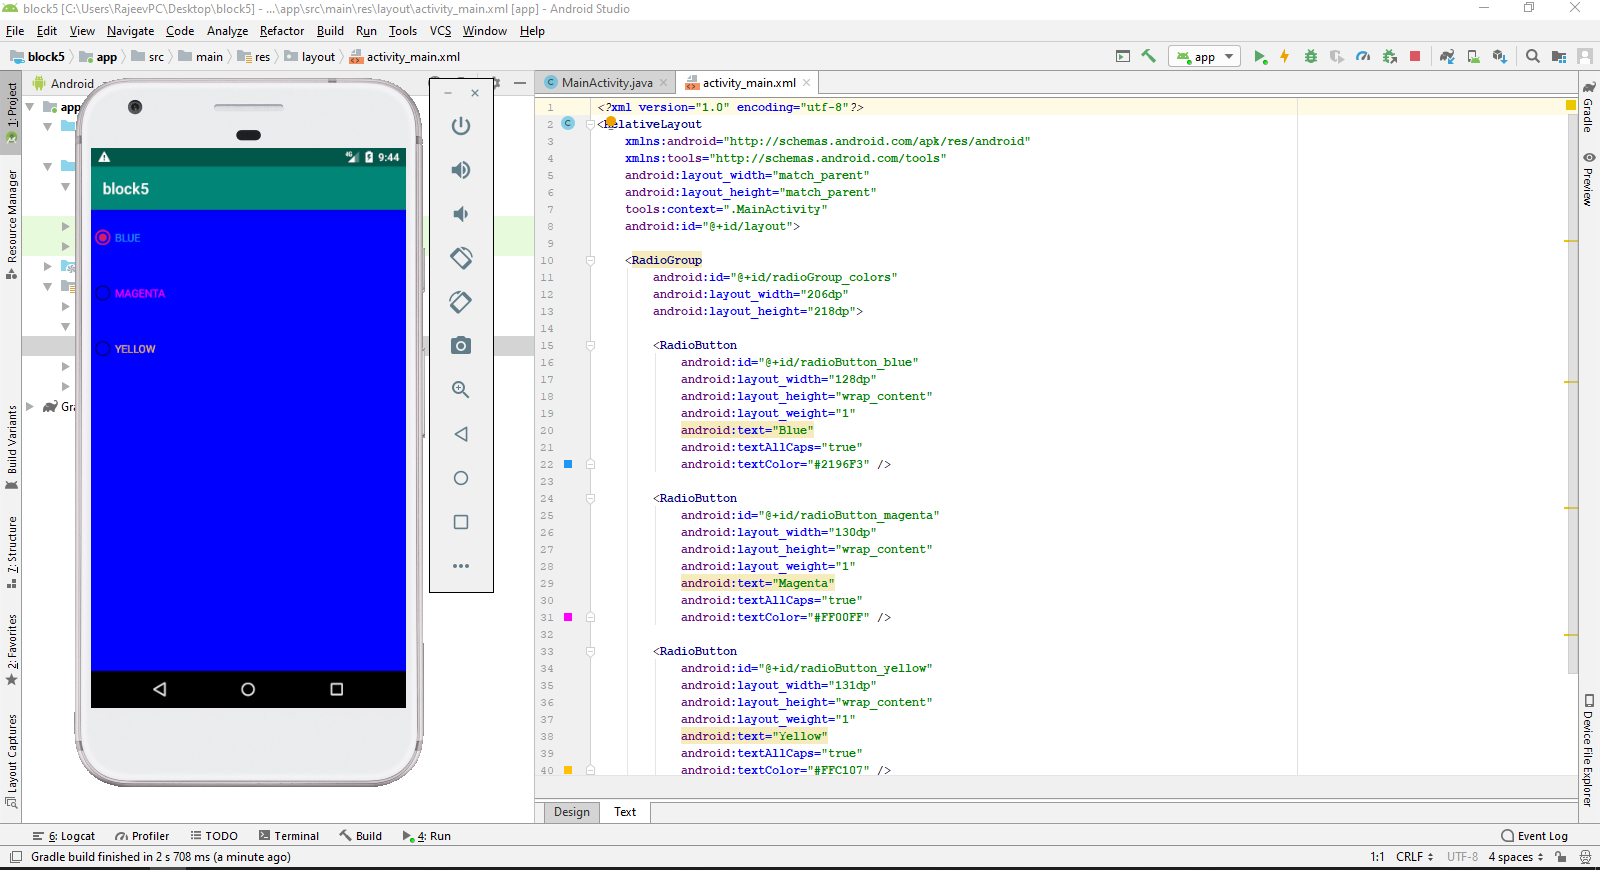 block5 [C:\Users\RajeevPC\Desktop\block5] - ...\app\src\main\res\layout\activity_main.xml [app] - Android Studio
File Edit View Navigate Code Analyze Refactor Build Run Tools VCS Window Help
block5 app src main res layout activity_main.xml
app
1: Project
Resource Manager
Build Variants
7: Structure
2: Favorites
Layout Captures
Android
app
Gra
9:44
block5
BLUE
MAGENTA
YELLOW
MainActivity.java
activity_main.xml
1 <?xml version="1.0" encoding="utf-8"?>
2 <RelativeLayout
3 xmlns:android="http://schemas.android.com/apk/res/android"
4 xmlns:tools="http://schemas.android.com/tools"
5 android:layout_width="match_parent"
6 android:layout_height="match_parent"
7 tools:context=".MainActivity"
8 android:id="@+id/layout">
9
10 <RadioGroup
11 android:id="@+id/radioGroup_colors"
12 android:layout_width="206dp"
13 android:layout_height="218dp">
14
15 <RadioButton
16 android:id="@+id/radioButton_blue"
17 android:layout_width="128dp"
18 android:layout_height="wrap_content"
19 android:layout_weight="1"
20 android:text="Blue"
21 android:textAllCaps="true"
22 android:textColor="#2196F3" />
23
24 <RadioButton
25 android:id="@+id/radioButton_magenta"
26 android:layout_width="130dp"
27 android:layout_height="wrap_content"
28 android:layout_weight="1"
29 android:text="Magenta"
30 android:textAllCaps="true"
31 android:textColor="#FF00FF" />
32
33 <RadioButton
34 android:id="@+id/radioButton_yellow"
35 android:layout_width="131dp"
36 android:layout_height="wrap_content"
37 android:layout_weight="1"
38 android:text="Yellow"
39 android:textAllCaps="true"
40 android:textColor="#FFC107" />
Gradle
Preview
Device File Explorer
Design Text
6: Logcat Profiler TODO Terminal Build 4: Run Event Log
Gradle build finished in 2 s 708 ms (a minute ago) 1:1 CRLF UTF-8 4 spaces